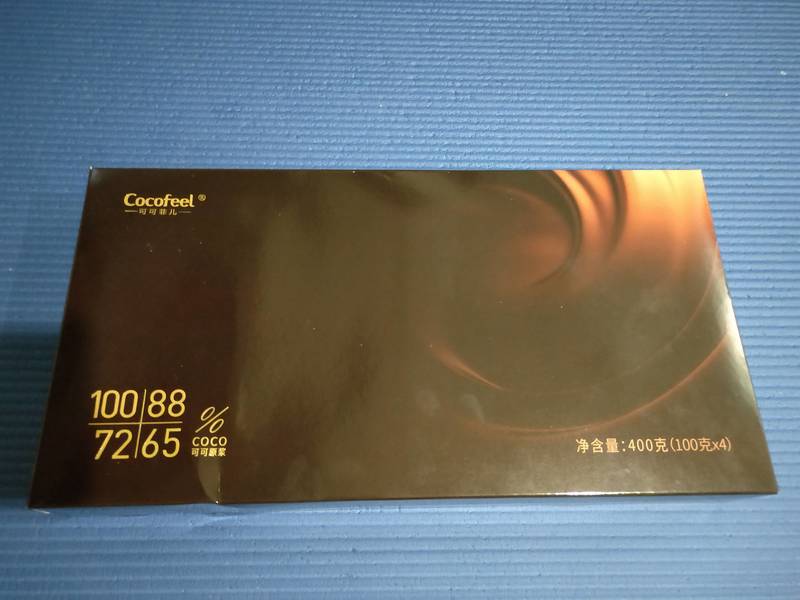 Cocofeel®
可可菲儿
100 88
72 65
%
COCO
可可原浆
净含量:400克(100克x4)